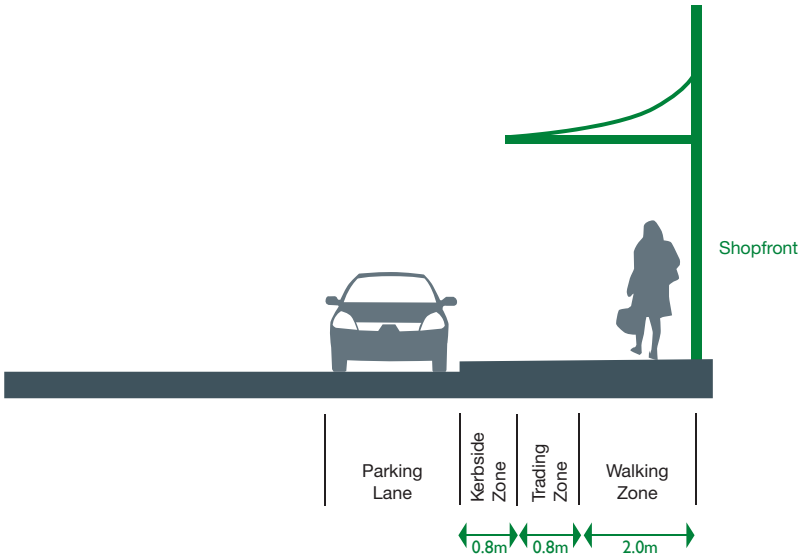 Shopfront
Parking
Lane
Kerbside
Zone
Trading
Zone
Walking
Zone
0.8m
0.8m
2.0m